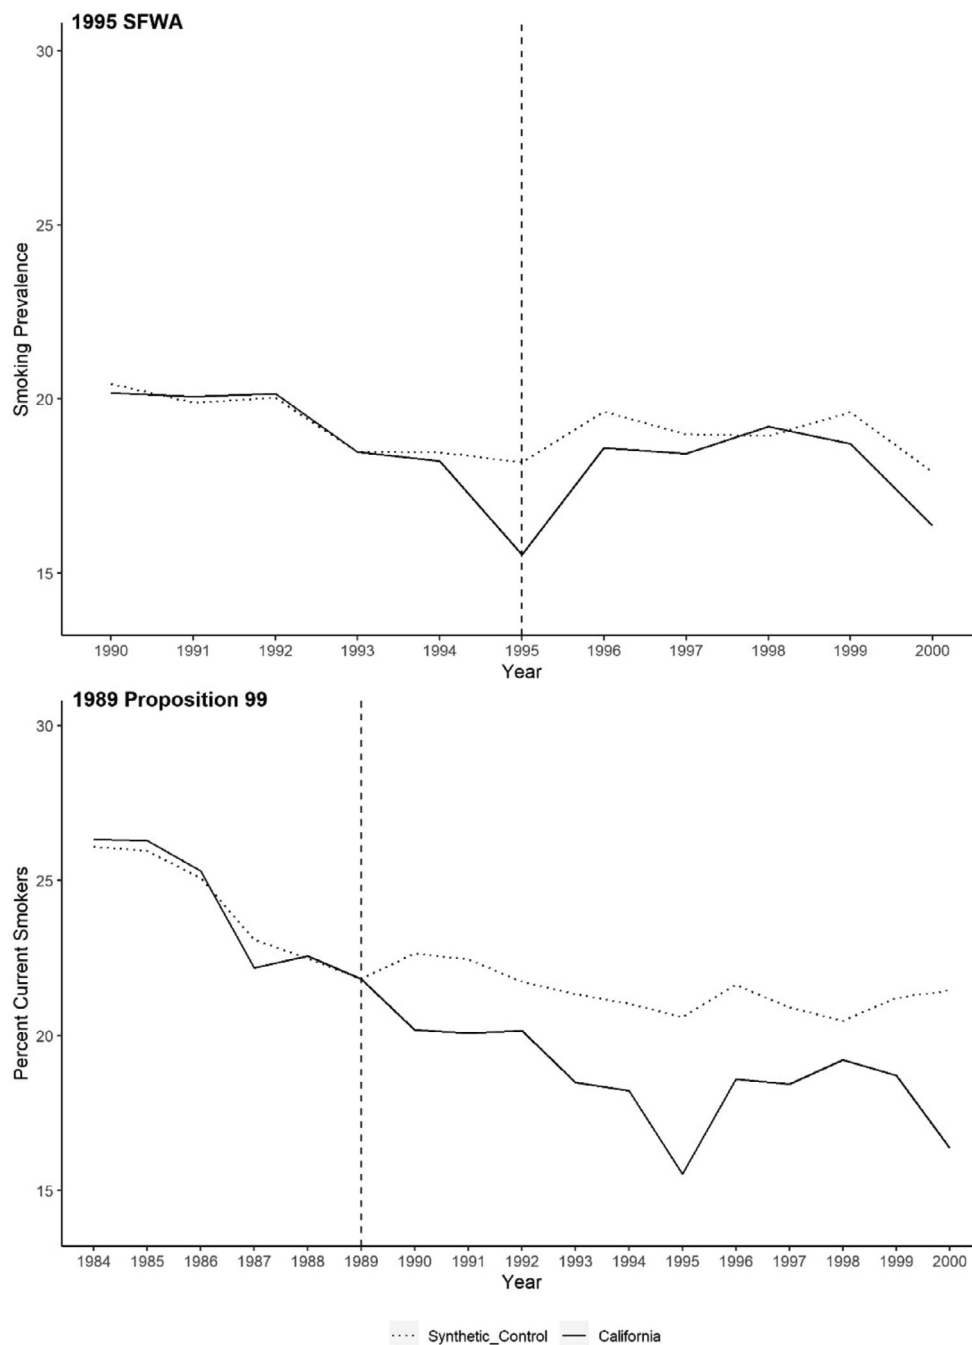 1995 SFWA
30
25
20
15
Smoking Prevalence
1990 1991 1992 1993 1994 1995 1996 1997 1998 1999 2000
Year
1989 Proposition 99
30
25
20
15
Percent Current Smokers
1984 1985 1986 1987 1988 1989 1990 1991 1992 1993 1994 1995 1996 1997 1998 1999 2000
Year
Synthetic_Control California